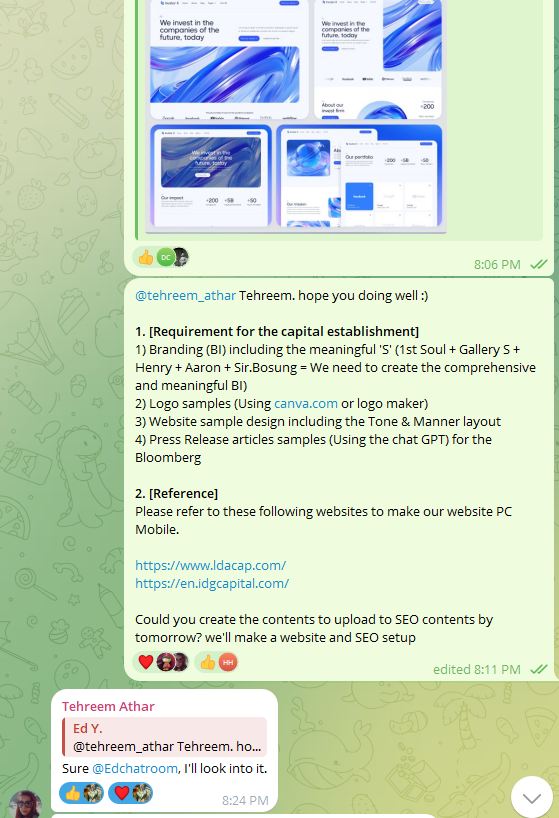 We invest in the
companies of the
future, today
We invest in the
companies of the
future, today
About our
invest firm
+200
We invest in the
companies of the
future, today
Our impact
+200 +5B +50
Our portfolio
+200 +5B +50
Our mission
DC
8:06 PM
@tehreem_athar Tehreem. hope you doing well :)
1. [Requirement for the capital establishment]
1) Branding (BI) including the meaningful 'S' (1st Soul + Gallery S +
Henry + Aaron + Sir.Bosung = We need to create the comprehensive
and meaningful BI)
2) Logo samples (Using canva.com or logo maker)
3) Website sample design including the Tone & Manner layout
4) Press Release articles samples (Using the chat GPT) for the
Bloomberg
2. [Reference]
Please refer to these following websites to make our website PC
Mobile.
https://www.ldacap.com/
https://en.idgcapital.com/
Could you create the contents to upload to SEO contents by
tomorrow? we'll make a website and SEO setup
HH
edited 8:11 PM
Tehreem Athar
Ed Y.
@tehreem_athar Tehreem. ho...
Sure @Edchatroom, I'll look into it.
8:24 PM